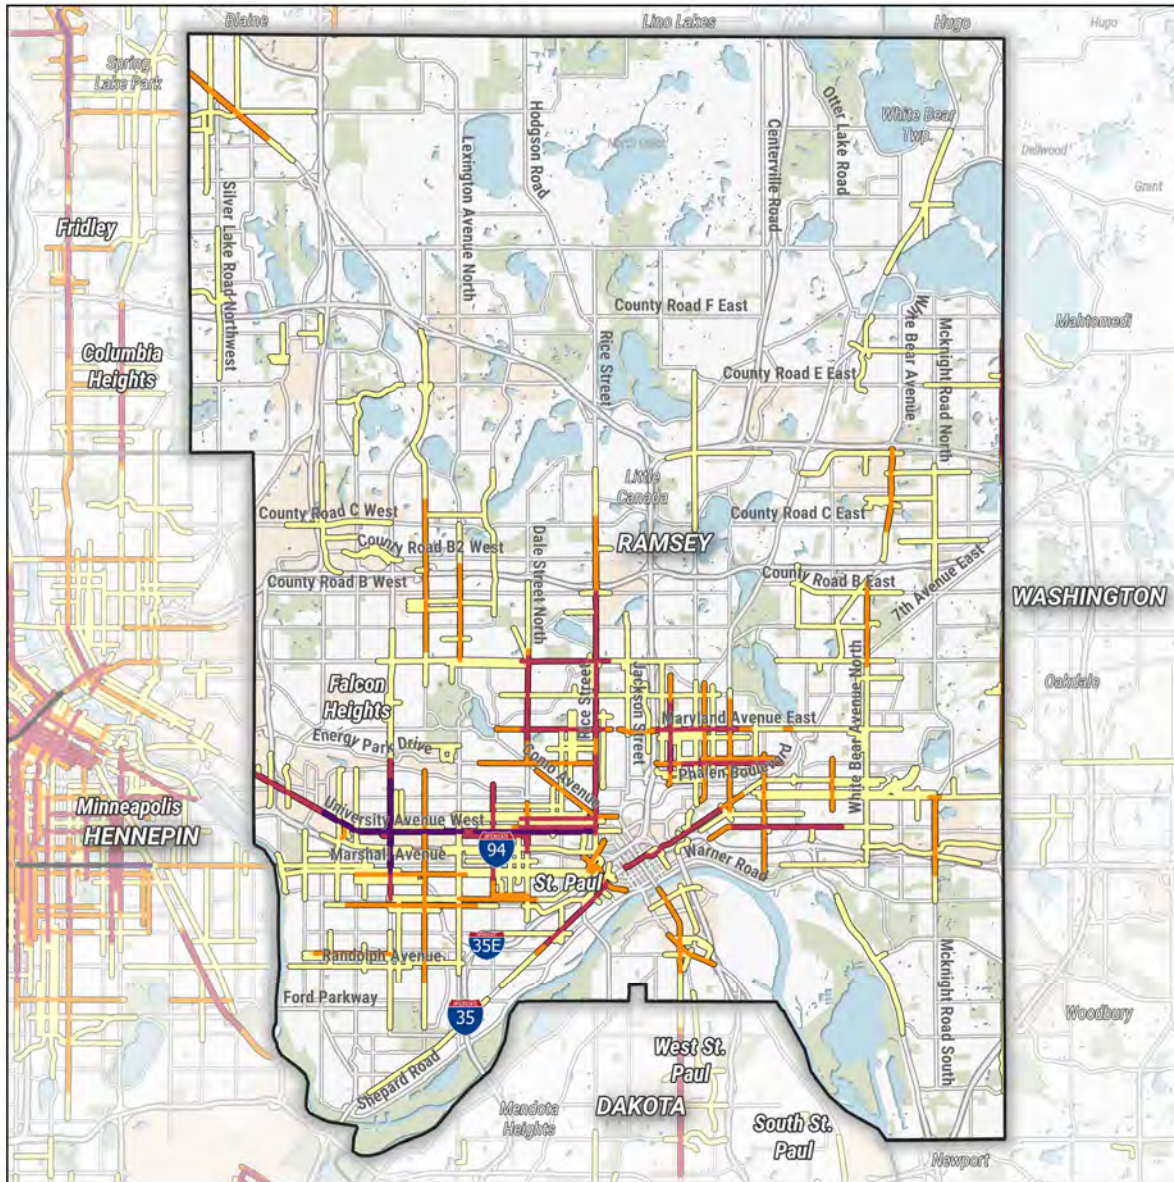 Blaine
Lino Lakes
Hugo
Hugo
Spring
Lake Park
Hodgson Road
Otter Lake Road
White Bear
Twp.
Lexington Avenue North
Centerville Road
North Oaks
Dellwood
Grant
Silver Lake Road Northwest
Fridley
County Road F East
White Bear Avenue
Mcknight Road North
Mahtomedi
Columbia
Heights
Rice Street
County Road E East
Little
Canada
County Road C West
County Road C East
RAMSEY
County Road B2 West
Dale Street North
7th Avenue East
County Road B West
County Road B East
WASHINGTON
Falcon
Heights
Rice Street
Jackson Street
White Bear Avenue North
Oakdale
Maryland Avenue East
Energy Park Drive
Como Avenue
Phalen Boulevard
Minneapolis
HENNEPIN
University Avenue West
94
Marshall Avenue
Warner Road
St. Paul
35E
Randolph Avenue
Mcknight Road South
Ford Parkway
35
Woodbury
West St.
Paul
Shepard Road
Mendota
Heights
DAKOTA
South St.
Paul
Newport